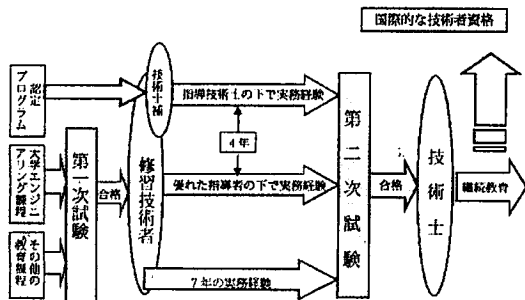 国際的な技術者資格
認定
プログラム
技術士補
指導技術士の下で実務経験
4年
大学エンジニ
アリング課程
第一次試験
合格
修習技術者
優れた指導者の下で実務経験
第二次試験
合格
技術士
継続教育
その他の
教育課程
7年の実務経験